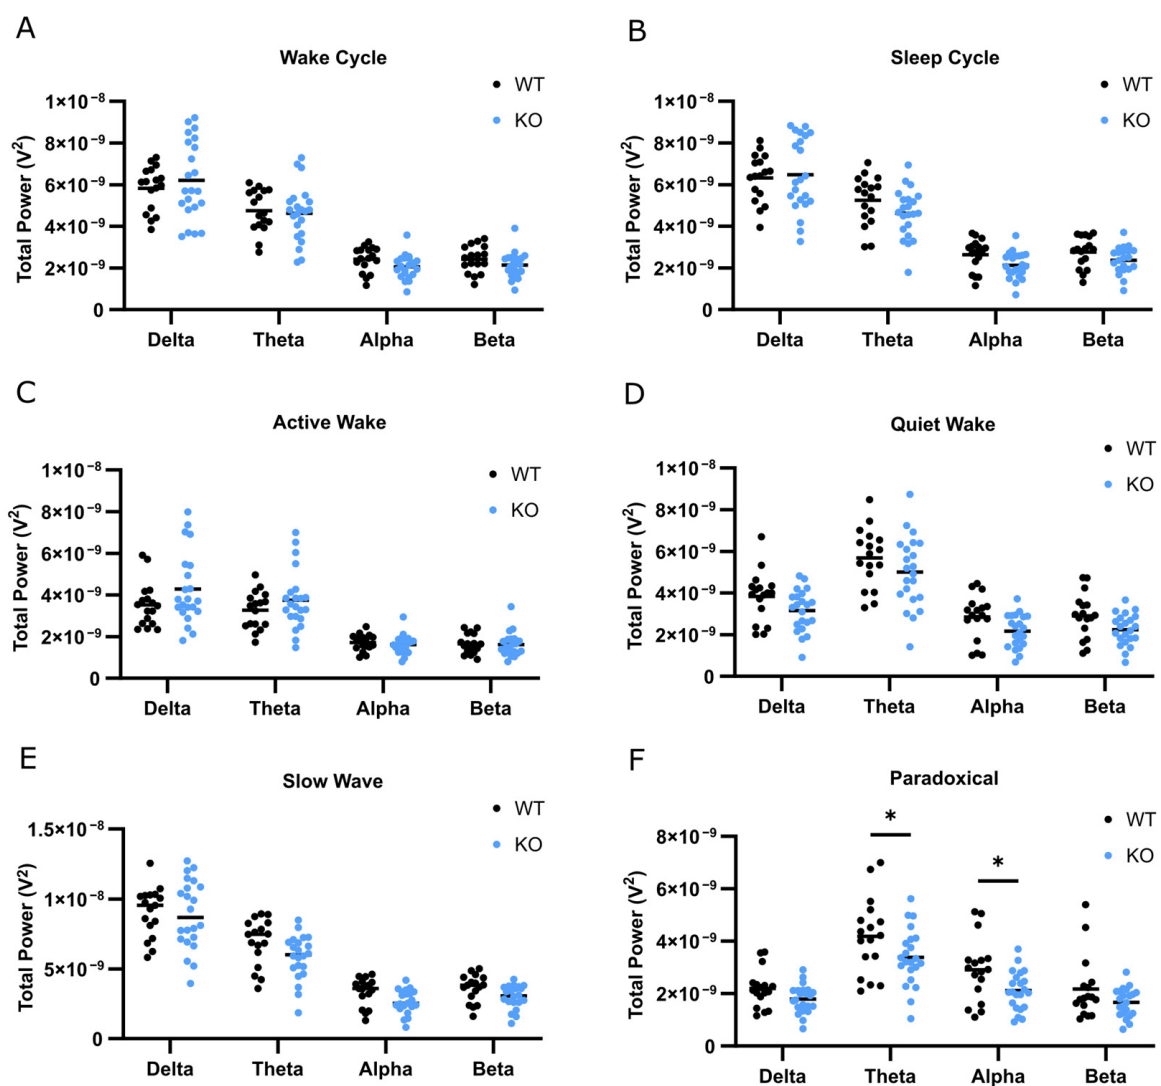 A
Wake Cycle
WT
KO
Total Power (V²)
1×10⁻⁸
8×10⁻⁹
6×10⁻⁹
4×10⁻⁹
2×10⁻⁹
0
Delta Theta Alpha Beta
B
Sleep Cycle
WT
KO
Total Power (V²)
1×10⁻⁸
8×10⁻⁹
6×10⁻⁹
4×10⁻⁹
2×10⁻⁹
0
Delta Theta Alpha Beta
C
Active Wake
WT
KO
Total Power (V²)
1×10⁻⁸
8×10⁻⁹
6×10⁻⁹
4×10⁻⁹
2×10⁻⁹
0
Delta Theta Alpha Beta
D
Quiet Wake
WT
KO
Total Power (V²)
1×10⁻⁸
8×10⁻⁹
6×10⁻⁹
4×10⁻⁹
2×10⁻⁹
0
Delta Theta Alpha Beta
E
Slow Wave
WT
KO
Total Power (V²)
1.5×10⁻⁸
1×10⁻⁸
5×10⁻⁹
0
Delta Theta Alpha Beta
F
Paradoxical
WT
KO
Total Power (V²)
8×10⁻⁹
6×10⁻⁹
4×10⁻⁹
2×10⁻⁹
0
*
*
Delta Theta Alpha Beta